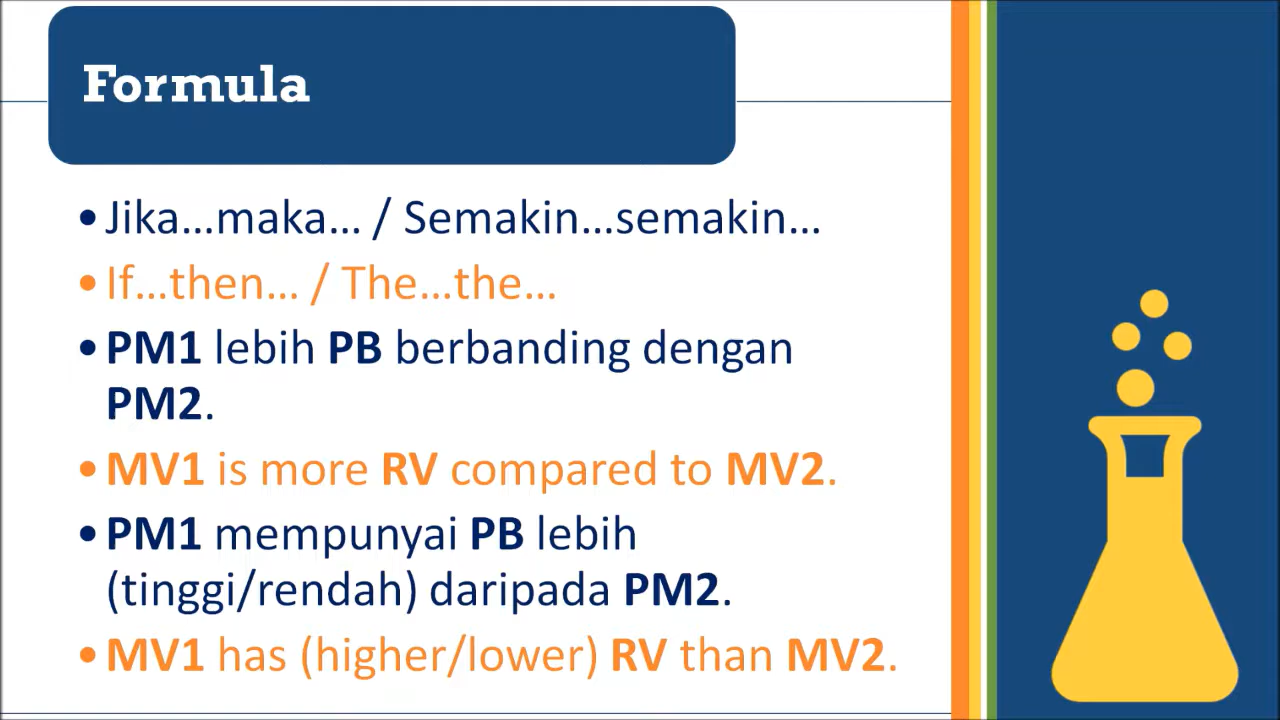 Formula
•Jika...maka... / Semakin...semakin...
•If...then... / The...the...
•PM1 lebih PB berbanding dengan
PM2.
•MV1 is more RV compared to MV2.
•PM1 mempunyai PB lebih
(tinggi/rendah) daripada PM2.
•MV1 has (higher/lower) RV than MV2.